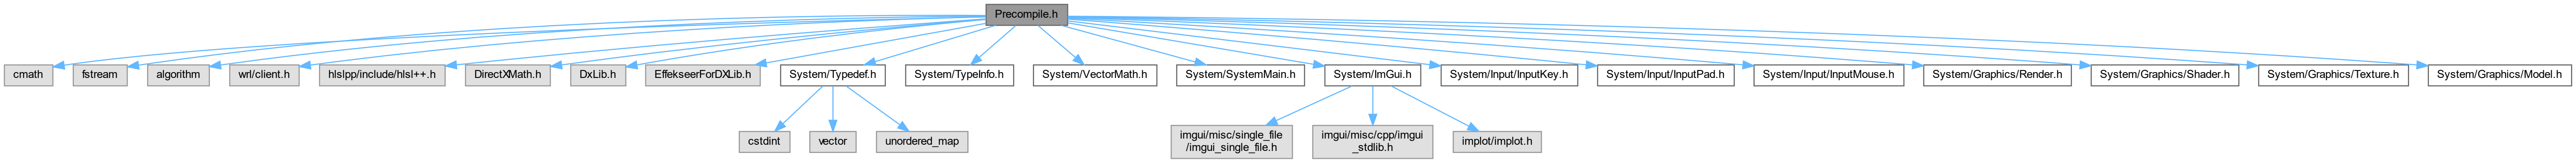 Precompile.h
cmath
fstream
algorithm
wrl/client.h
hlslpp/include/hlsl++.h
DirectXMath.h
DxLib.h
EffekseerForDXLib.h
System/Typedef.h
System/TypeInfo.h
System/VectorMath.h
System/SystemMain.h
System/ImGui.h
System/Input/InputKey.h
System/Input/InputPad.h
System/Input/InputMouse.h
System/Graphics/Render.h
System/Graphics/Shader.h
System/Graphics/Texture.h
System/Graphics/Model.h
cstdint
vector
unordered_map
imgui/misc/single_file
/imgui_single_file.h
imgui/misc/cpp/imgui
_stdlib.h
implot/implot.h